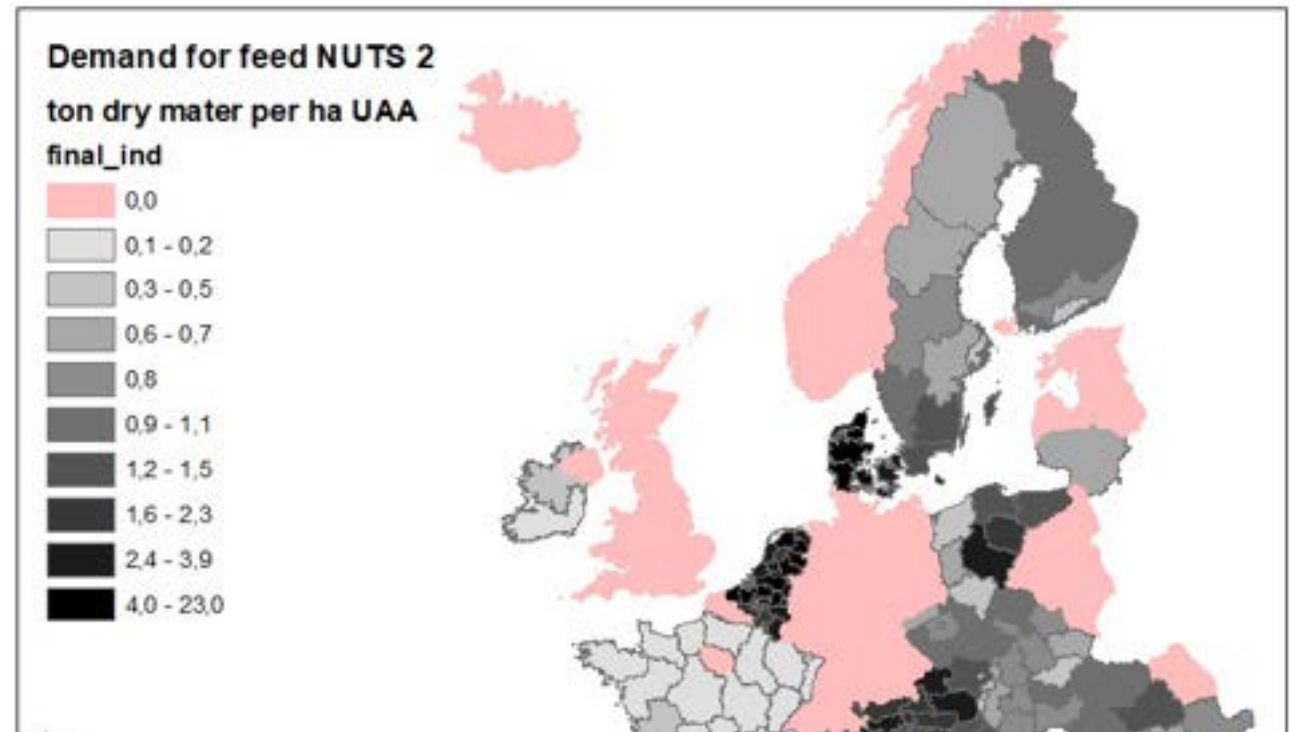 Demand for feed NUTS 2
ton dry mater per ha UAA
final_ind
0,0
0,1 - 0,2
0,3 - 0,5
0,6 - 0,7
0,8
0,9 - 1,1
1,2 - 1,5
1,6 - 2,3
2,4 - 3,9
4,0 - 23,0